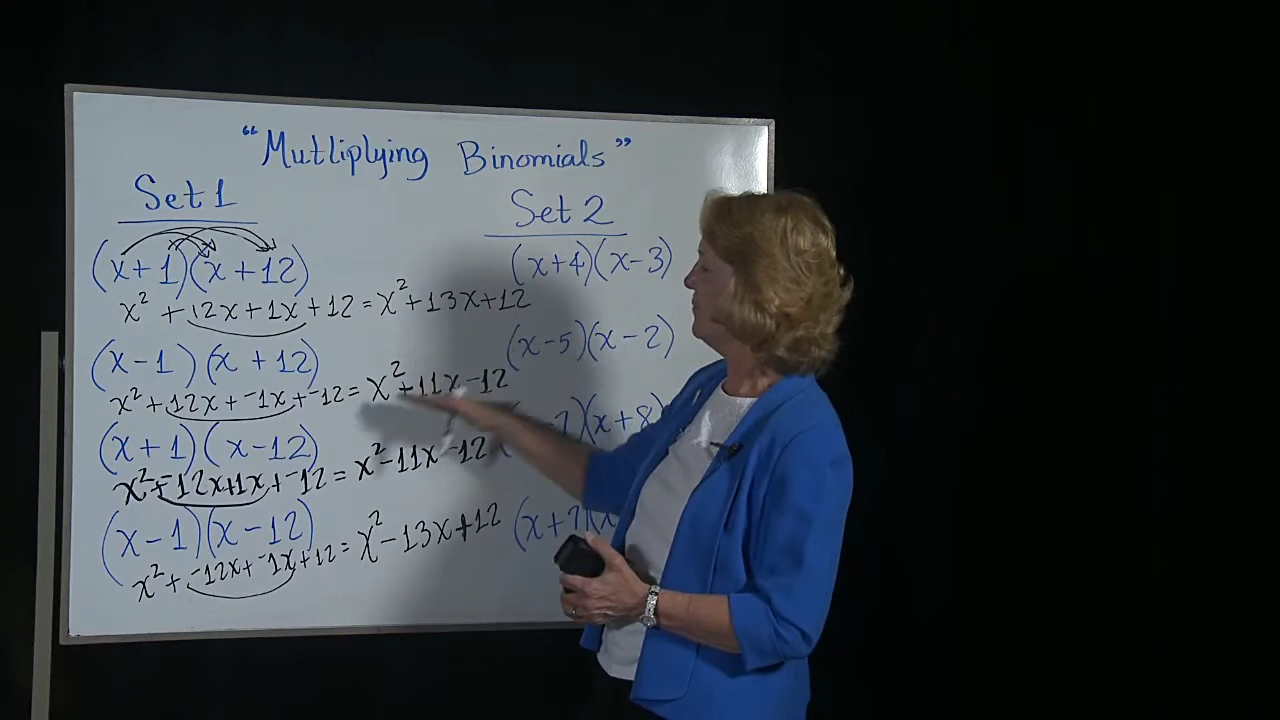 "Mutliplying Binomials"
Set 1
(x+1)(x+12)
x² + 12x + 1x + 12 = x² + 13x + 12
(x-1)(x+12)
x² + 12x + -1x + -12 = x² + 11x - 12
(x+1)(x-12)
x² + -12x + 1x + -12 = x² - 11x - 12
(x-1)(x-12)
x² + -12x + -1x + 12 = x² - 13x + 12
Set 2
(x+4)(x-3)
(x-5)(x-2)
-7)(x+8)
(x+7)(x